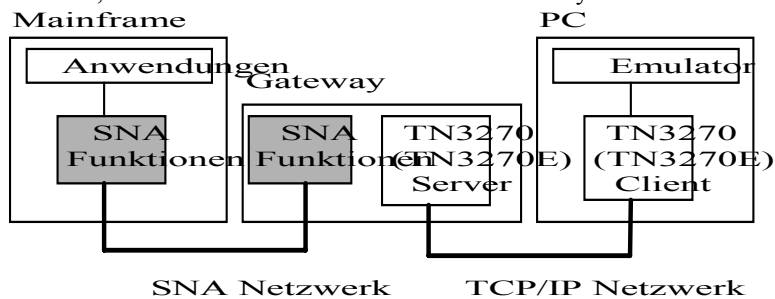 Mainframe
PC
Anwendungen
Emulator
Gateway
SNA
Funktionen
SNA
Funktionen
TN3270
(TN3270E)
Server
TN3270
(TN3270E)
Client
SNA Netzwerk
TCP/IP Netzwerk